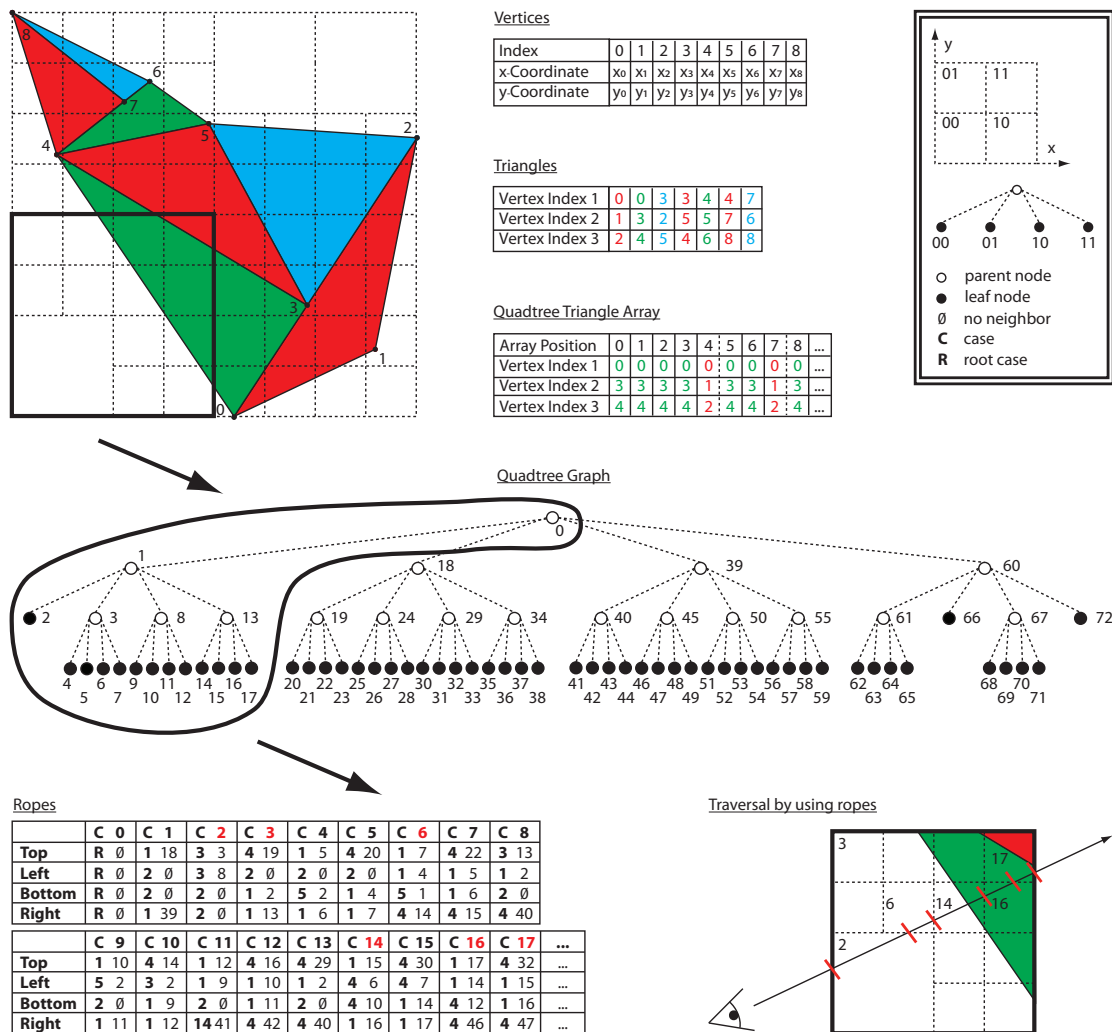 Vertices
Index 0 1 2 3 4 5 6 7 8
x-Coordinate x0 x1 x2 x3 x4 x5 x6 x7 x8
y-Coordinate y0 y1 y2 y3 y4 y5 y6 y7 y8
8
6
7
2
5
4
3
1
0
Triangles
Vertex Index 1 0 0 3 3 4 4 7
Vertex Index 2 1 3 2 5 5 7 6
Vertex Index 3 2 4 5 4 6 8 8
Quadtree Triangle Array
Array Position 0 1 2 3 4 5 6 7 8 ...
Vertex Index 1 0 0 0 0 0 0 0 0 0 ...
Vertex Index 2 3 3 3 3 1 3 3 1 3 ...
Vertex Index 3 4 4 4 4 2 4 4 2 4 ...
y
01 11
00 10
x
00 01 10 11
parent node
leaf node
Ø no neighbor
C case
R root case
Quadtree Graph
0
1 18 39 60
2 3 8 13 19 24 29 34 40 45 50 55 61 66 67 72
4 6 9 11 14 16 20 22 25 27 30 32 35 37 41 43 46 48 51 53 56 58 62 64 68 70
5 7 10 12 15 17 21 23 26 28 31 33 36 38 42 44 47 49 52 54 57 59 63 65 69 71
Ropes
C 0 C 1 C 2 C 3 C 4 C 5 C 6 C 7 C 8
Top R Ø 1 18 3 3 4 19 1 5 4 20 1 7 4 22 3 13
Left R Ø 2 Ø 3 8 2 Ø 2 Ø 2 Ø 1 4 1 5 1 2
Bottom R Ø 2 Ø 2 Ø 1 2 5 2 1 4 5 1 1 6 2 Ø
Right R Ø 1 39 2 Ø 1 13 1 6 1 7 4 14 4 15 4 40
C 9 C 10 C 11 C 12 C 13 C 14 C 15 C 16 C 17 ...
Top 1 10 4 14 1 12 4 16 4 29 1 15 4 30 1 17 4 32 ...
Left 5 2 3 2 1 9 1 10 1 2 4 6 4 7 1 14 1 15 ...
Bottom 2 Ø 1 9 2 Ø 1 11 2 Ø 4 10 1 14 4 12 1 16 ...
Right 1 11 1 12 14 41 4 42 4 40 1 16 1 17 4 46 4 47 ...
Traversal by using ropes
3
17
6 14 16
2